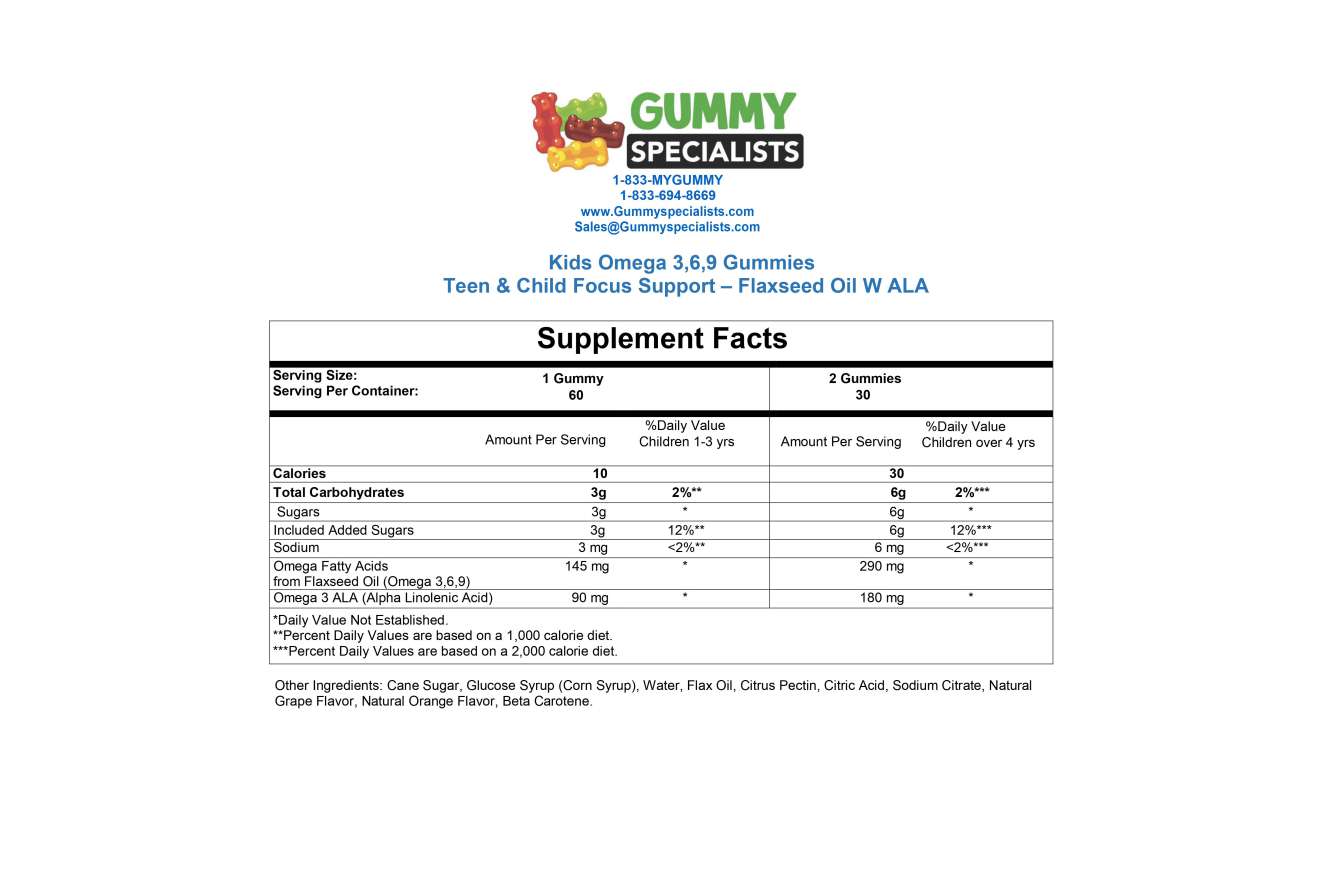 GUMMY
SPECIALISTS
1-833-MYGUMMY
1-833-694-8669
www.Gummyspecialists.com
Sales@Gummyspecialists.com
Kids Omega 3,6,9 Gummies
Teen & Child Focus Support – Flaxseed Oil W ALA
Supplement Facts
Serving Size: 1 Gummy 2 Gummies
Serving Per Container: 60 30
%Daily Value %Daily Value
Amount Per Serving Children 1-3 yrs Amount Per Serving Children over 4 yrs
Calories 10 30
Total Carbohydrates 3g 2%** 6g 2%***
Sugars 3g * 6g *
Included Added Sugars 3g 12%** 6g 12%***
Sodium 3 mg <2%** 6 mg <2%***
Omega Fatty Acids 145 mg * 290 mg *
from Flaxseed Oil (Omega 3,6,9)
Omega 3 ALA (Alpha Linolenic Acid) 90 mg * 180 mg *
*Daily Value Not Established.
**Percent Daily Values are based on a 1,000 calorie diet.
***Percent Daily Values are based on a 2,000 calorie diet.
Other Ingredients: Cane Sugar, Glucose Syrup (Corn Syrup), Water, Flax Oil, Citrus Pectin, Citric Acid, Sodium Citrate, Natural
Grape Flavor, Natural Orange Flavor, Beta Carotene.